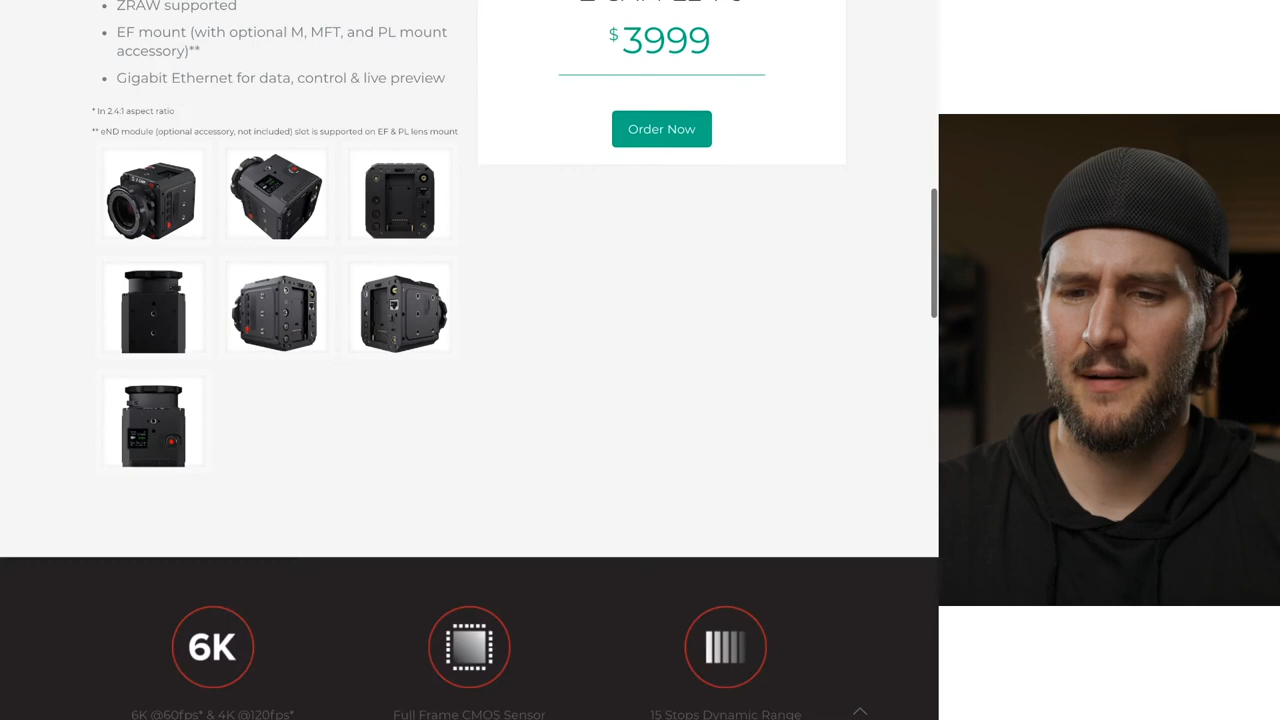 ZRAW supported
EF mount (with optional M, MFT, and PL mount
accessory)**
Gigabit Ethernet for data, control & live preview
* In 2.4:1 aspect ratio
** eND module (optional accessory, not included) slot is supported on EF & PL lens mount
$3999
Order Now
6K
6K @60fps* & 4K @120fps*
Full Frame CMOS Sensor
15 Stops Dynamic Range